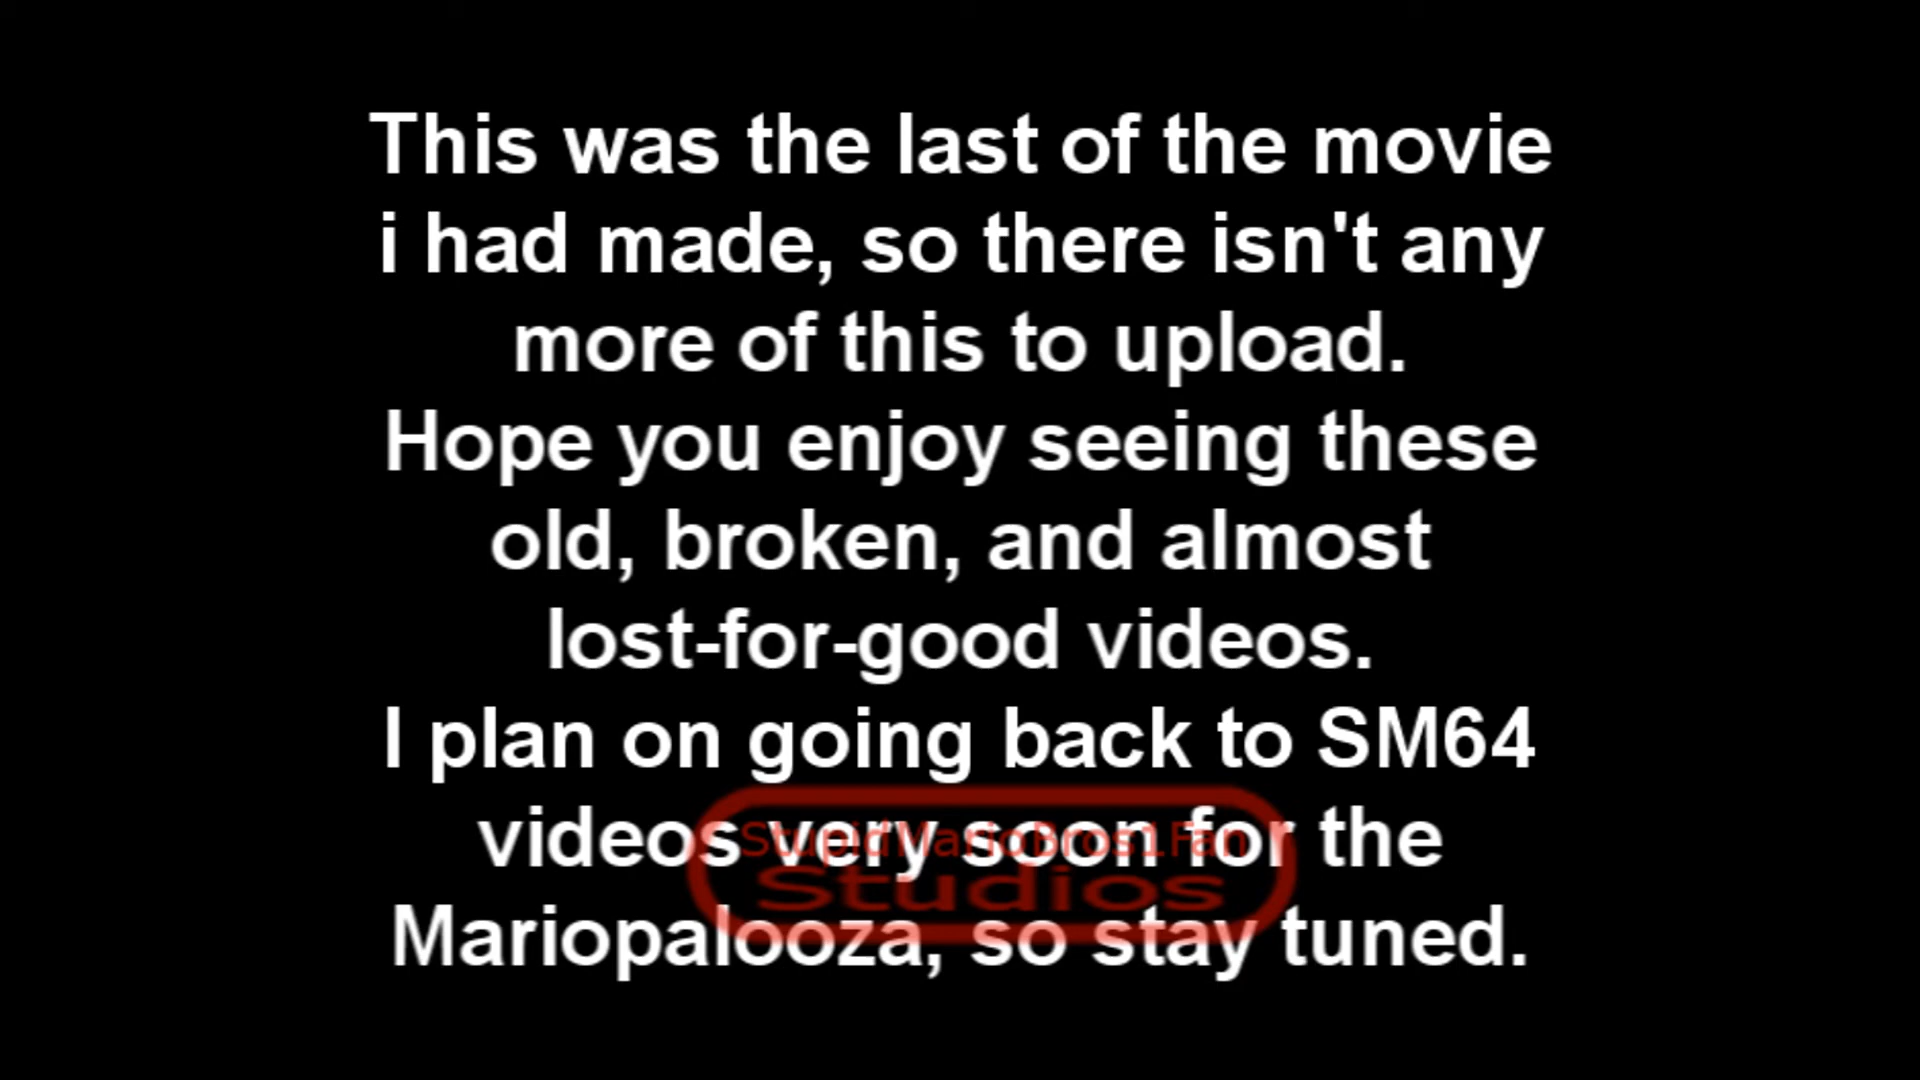 This was the last of the movie
i had made, so there isn't any
more of this to upload.
Hope you enjoy seeing these
old, broken, and almost
lost-for-good videos.
I plan on going back to SM64
videos very soon for the
StupidMarioBros1Fan
Studios
Mariopalooza, so stay tuned.